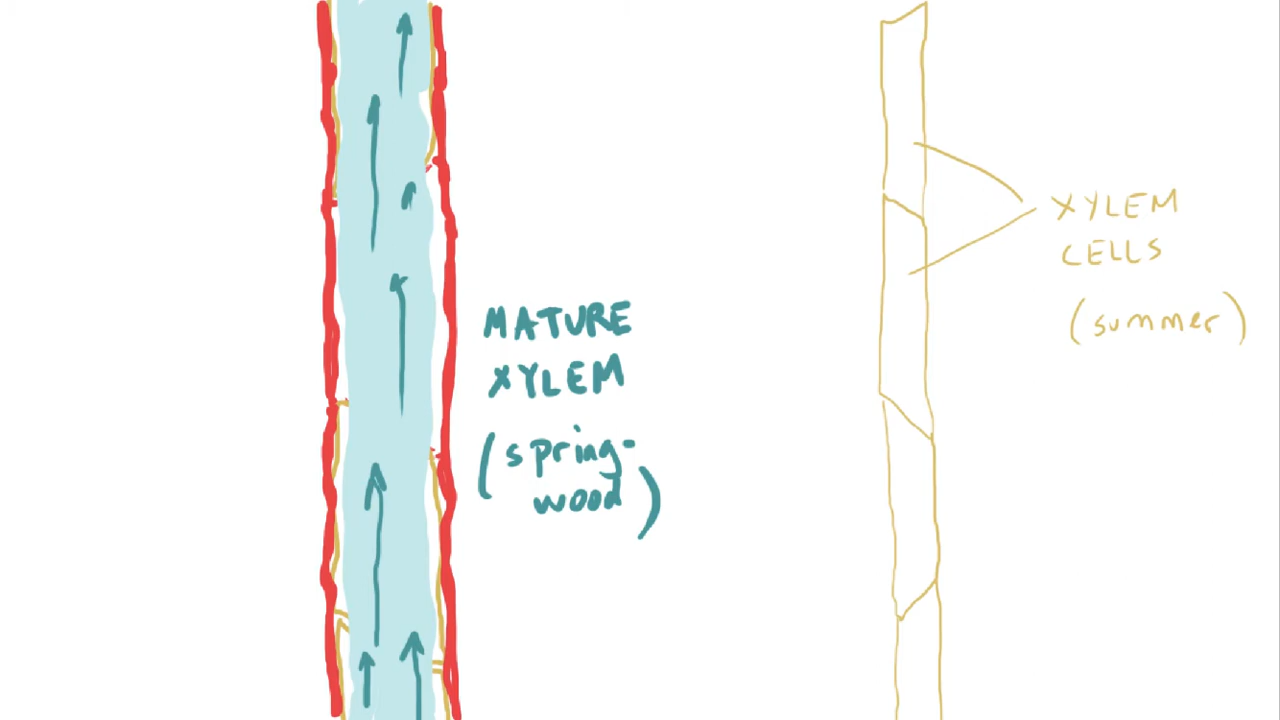 MATURE
XYLEM
(spring-
wood)
XYLEM
CELLS
(summer)